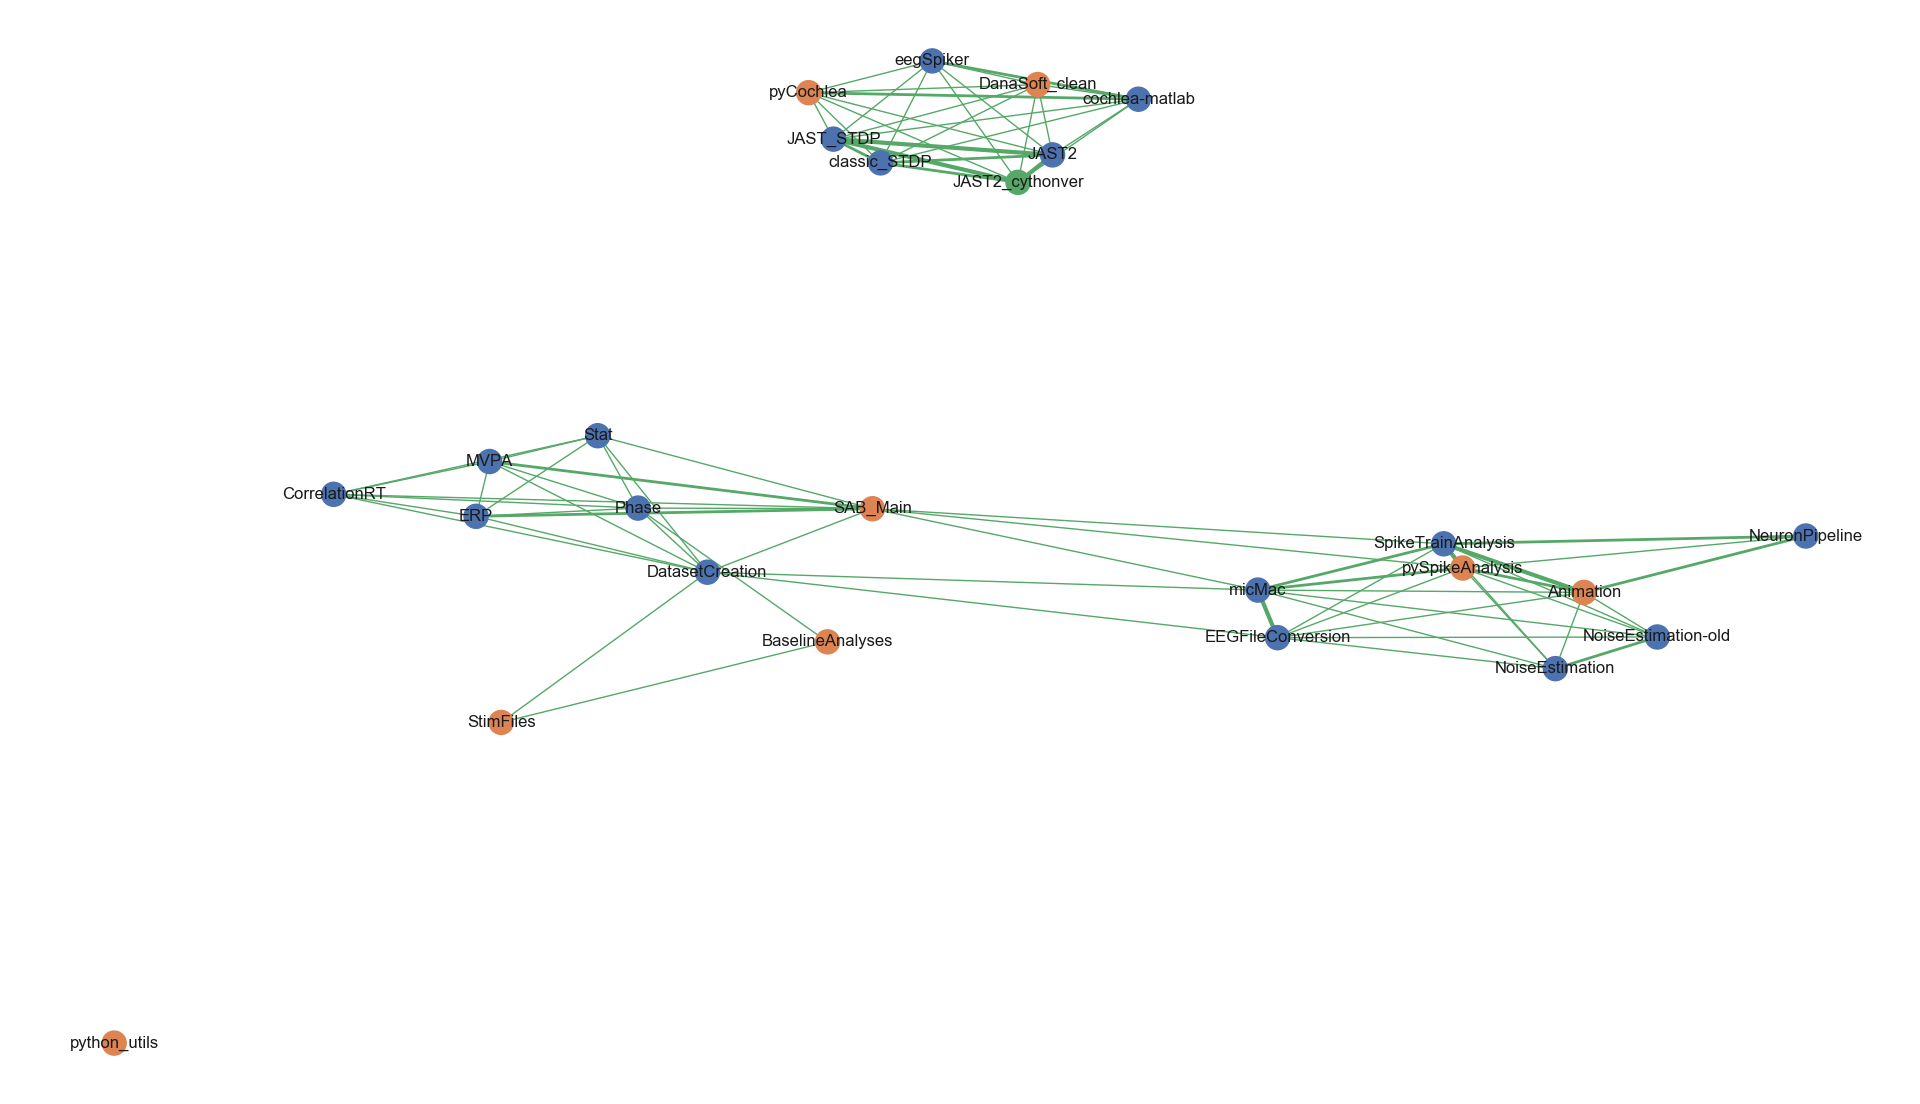 eegSpiker
DanaSoft_clean
pyCochlea
cochlea-matlab
JAST_STDP
JAST2
classic_STDP
JAST2_cythonver
Stat
MVPA
CorrelationRT
Phase
SAB_Main
ERP
NeuronPipeline
SpikeTrainAnalysis
pySpikeAnalysis
DatasetCreation
micMac
Animation
EEGFileConversion
NoiseEstimation-old
BaselineAnalyses
NoiseEstimation
StimFiles
python_utils